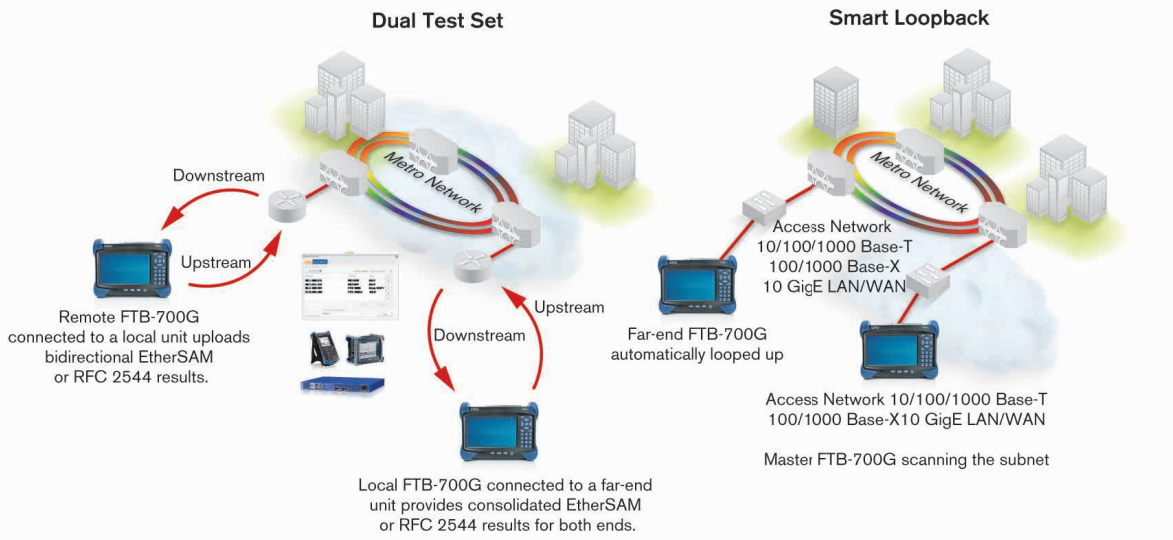 Dual Test Set
Metro Network
Downstream
Upstream
Remote FTB-700G
connected to a local unit uploads
bidirectional EtherSAM
or RFC 2544 results.
Downstream
Upstream
Local FTB-700G connected to a far-end
unit provides consolidated EtherSAM
or RFC 2544 results for both ends.
Smart Loopback
Metro Network
Access Network
10/100/1000 Base-T
100/1000 Base-X
10 GigE LAN/WAN
Far-end FTB-700G
automatically looped up
Access Network 10/100/1000 Base-T
100/1000 Base-X10 GigE LAN/WAN
Master FTB-700G scanning the subnet